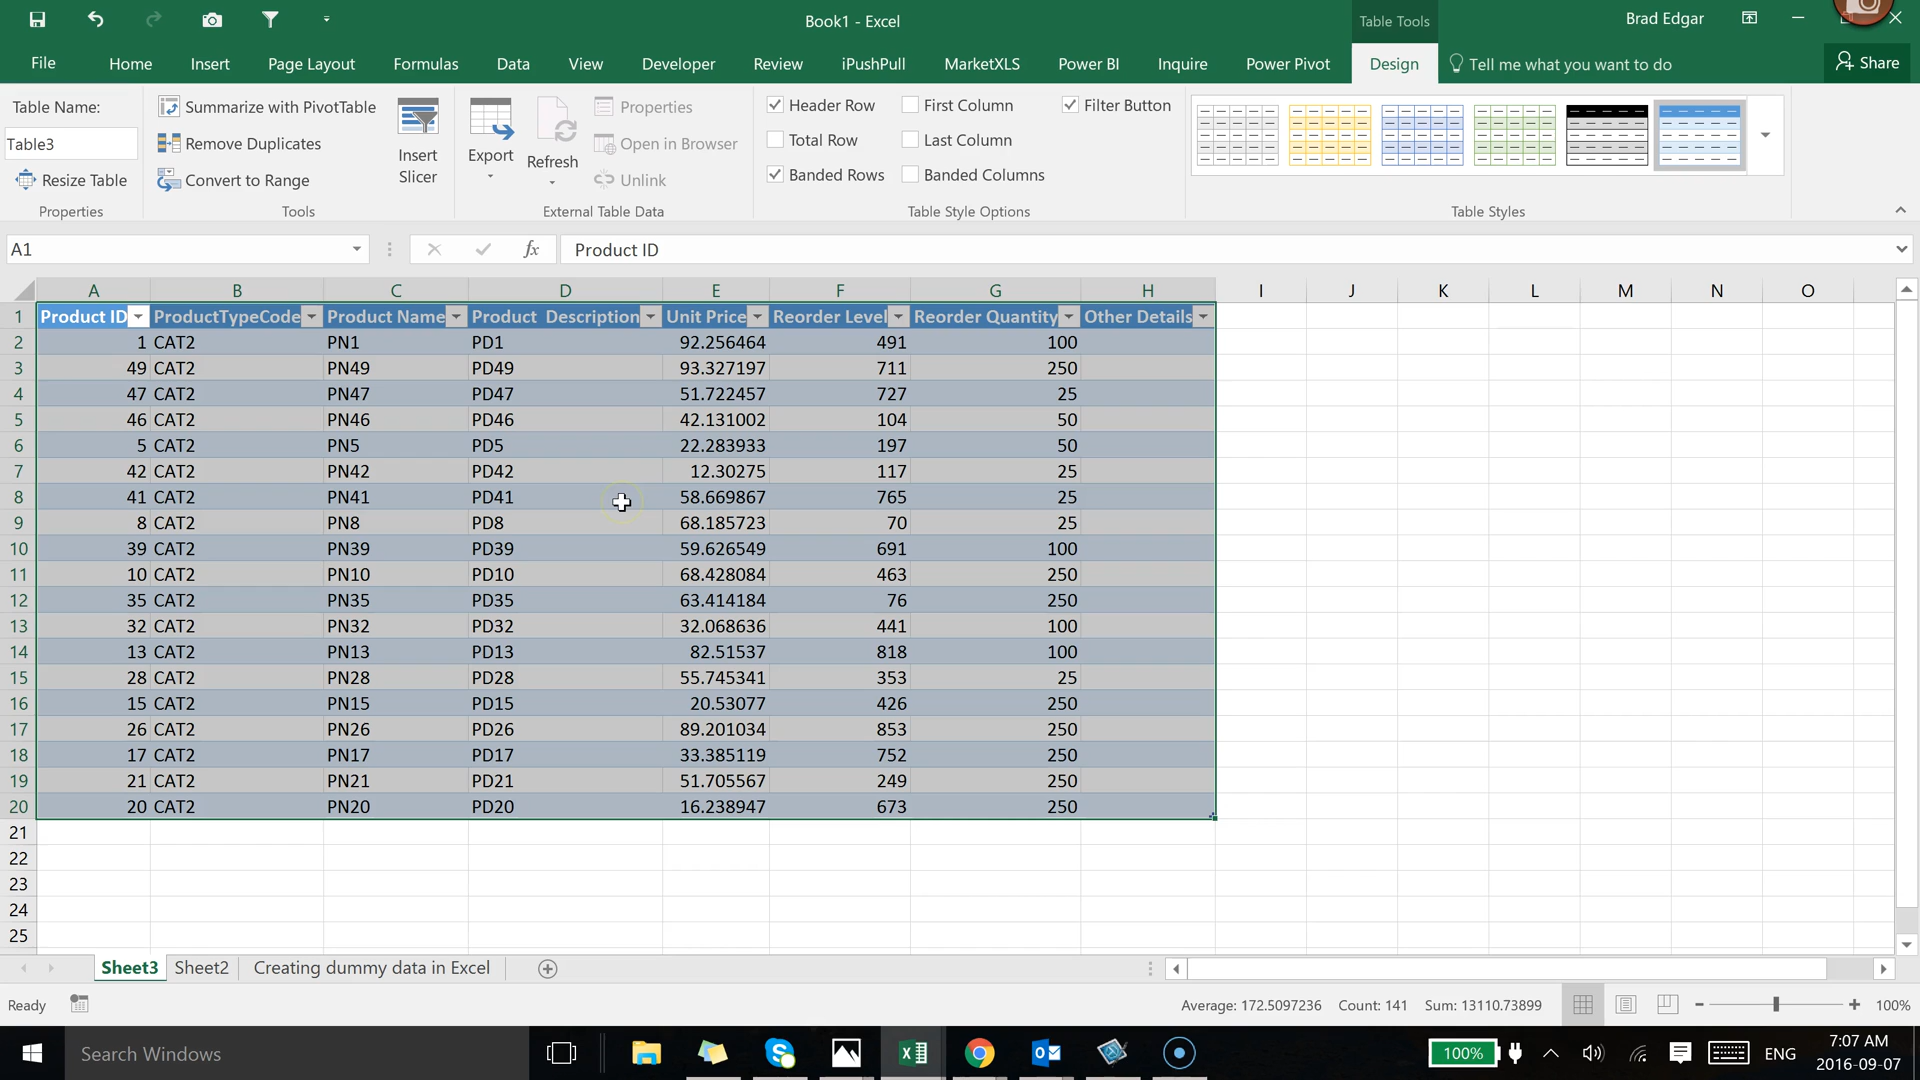 Book1 - Excel
Table Tools
Brad Edgar
File Home Insert Page Layout Formulas Data View Developer Review iPushPull MarketXLS Power BI Inquire Power Pivot Design Tell me what you want to do Share
Table Name:
Table3
Resize Table
Properties
Summarize with PivotTable
Remove Duplicates
Convert to Range
Tools
Insert
Slicer
Export
Refresh
Properties
Open in Browser
Unlink
External Table Data
Header Row First Column Filter Button
Total Row Last Column
Banded Rows Banded Columns
Table Style Options
Table Styles
A1 fx Product ID
A B C D E F G H I J K L M N O
1 Product ID ProductTypeCode Product Name Product Description Unit Price Reorder Level Reorder Quantity Other Details
2 1 CAT2 PN1 PD1 92.256464 491 100
3 49 CAT2 PN49 PD49 93.327197 711 250
4 47 CAT2 PN47 PD47 51.722457 727 25
5 46 CAT2 PN46 PD46 42.131002 104 50
6 5 CAT2 PN5 PD5 22.283933 197 50
7 42 CAT2 PN42 PD42 12.30275 117 25
8 41 CAT2 PN41 PD41 58.669867 765 25
9 8 CAT2 PN8 PD8 68.185723 70 25
10 39 CAT2 PN39 PD39 59.626549 691 100
11 10 CAT2 PN10 PD10 68.428084 463 250
12 35 CAT2 PN35 PD35 63.414184 76 250
13 32 CAT2 PN32 PD32 32.068636 441 100
14 13 CAT2 PN13 PD13 82.51537 818 100
15 28 CAT2 PN28 PD28 55.745341 353 25
16 15 CAT2 PN15 PD15 20.53077 426 250
17 26 CAT2 PN26 PD26 89.201034 853 250
18 17 CAT2 PN17 PD17 33.385119 752 250
19 21 CAT2 PN21 PD21 51.705567 249 250
20 20 CAT2 PN20 PD20 16.238947 673 250
21
22
23
24
25
Sheet3 Sheet2 Creating dummy data in Excel
Ready Average: 172.5097236 Count: 141 Sum: 13110.73899 100%
Search Windows 100% ENG 7:07 AM
2016-09-07